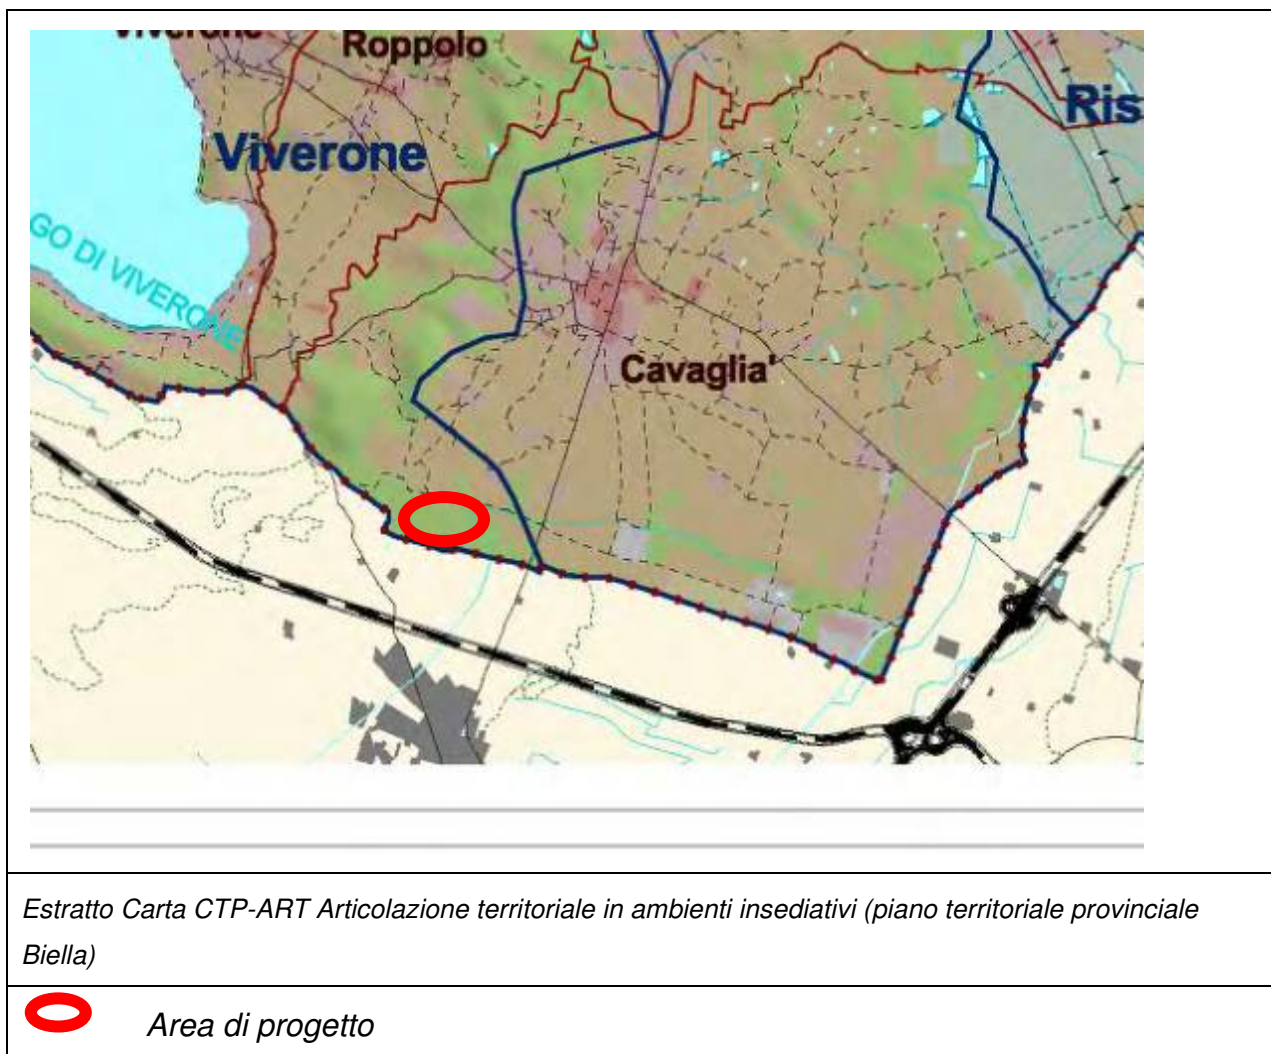 Viverone
Roppolo
Ris
Viverone
GO DI VIVERONE
Cavaglia'
Estratto Carta CTP-ART Articolazione territoriale in ambienti insediativi (piano territoriale provinciale
Biella)
Area di progetto